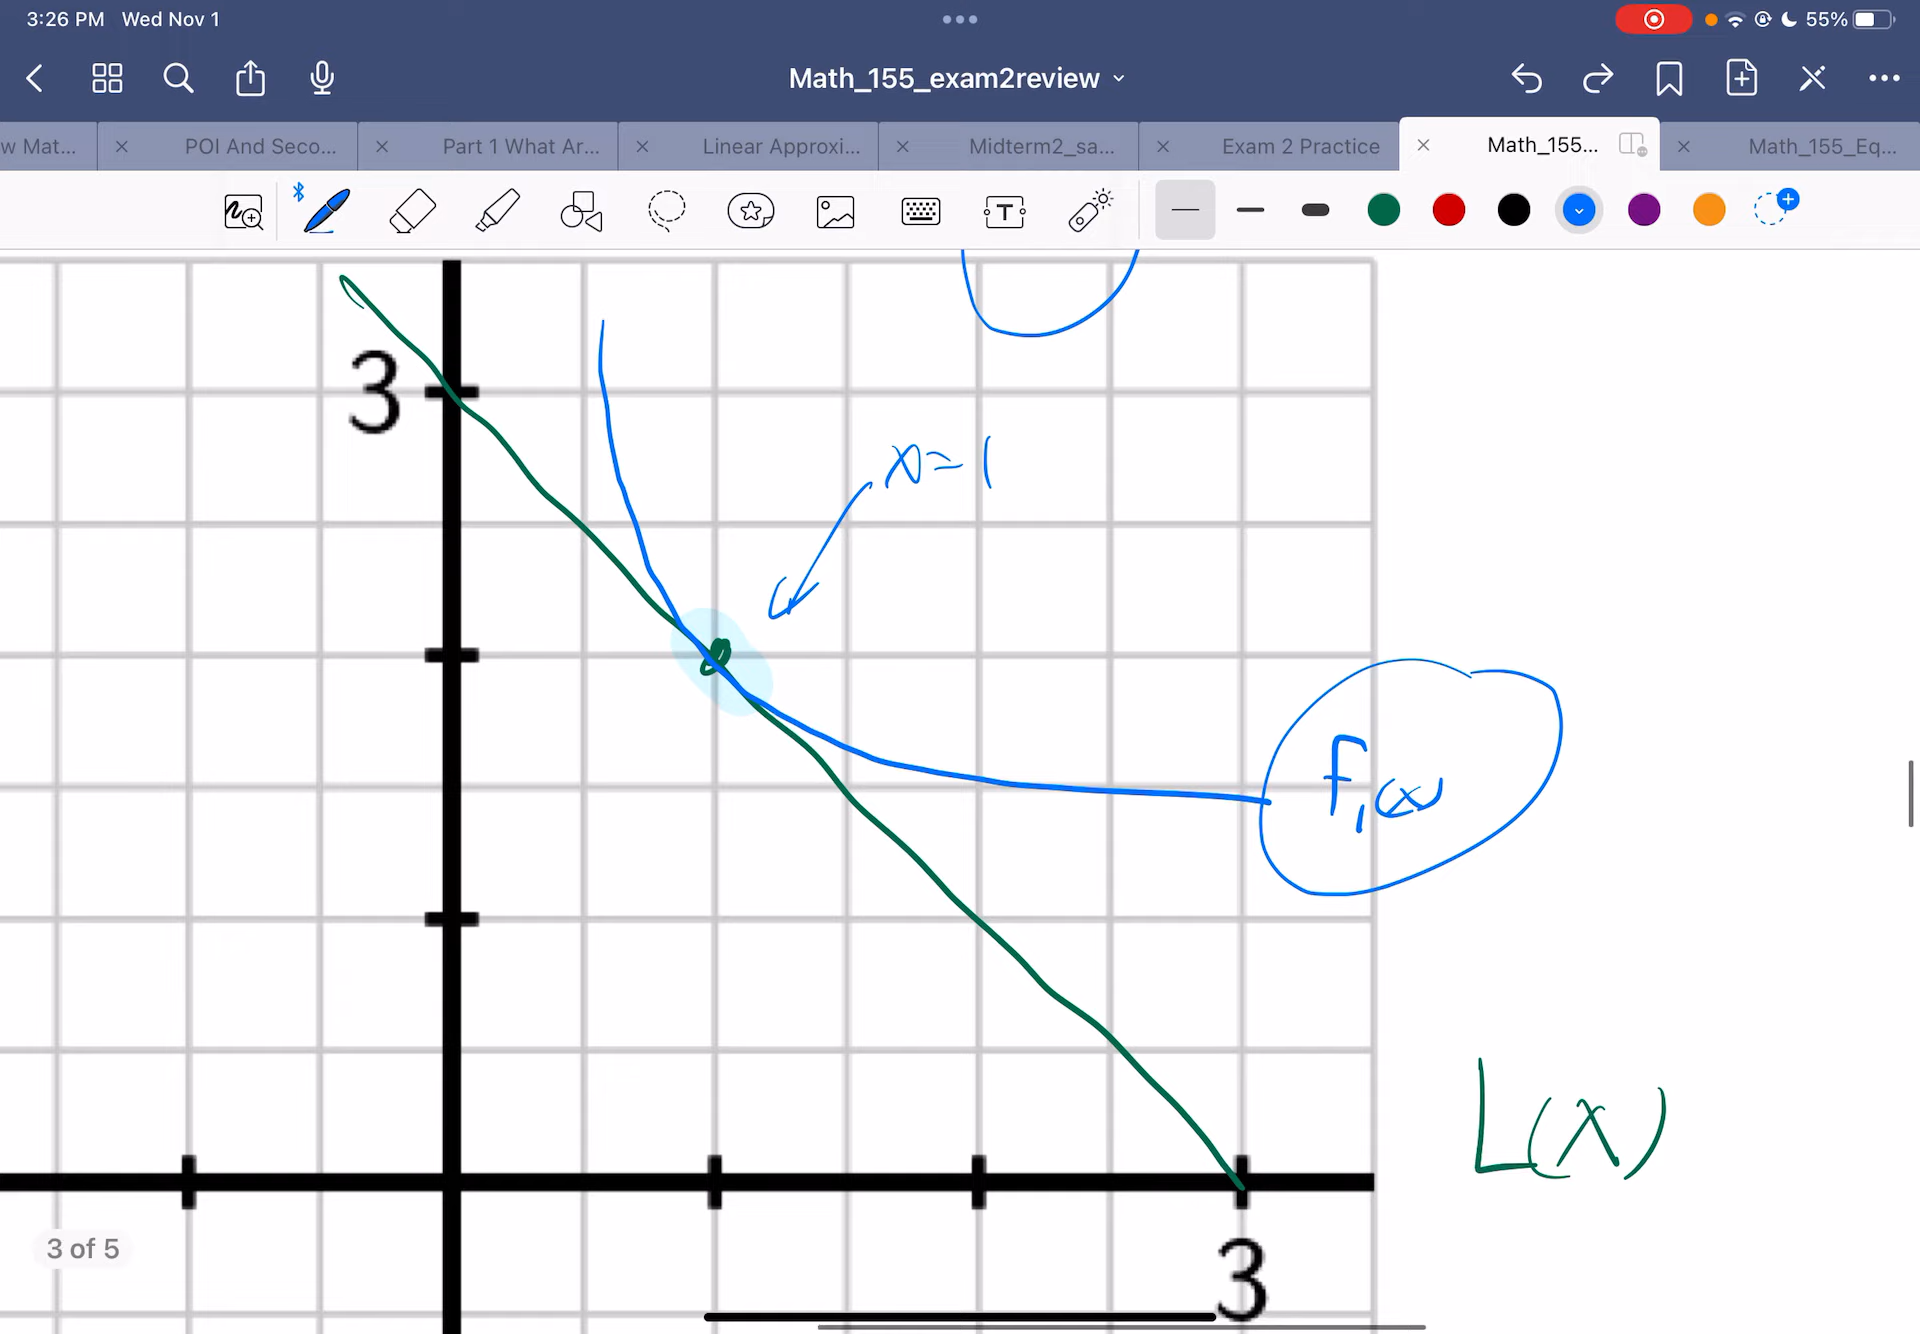 3:26 PM Wed Nov 1
55%
Math_155_exam2review
w Mat...
POI And Seco...
Part 1 What Ar...
Linear Approxi...
Midterm2_sa...
Exam 2 Practice
Math_155...
Math_155_Eq...
T
3
x=1
f₁(x)
L(x)
3 of 5
3